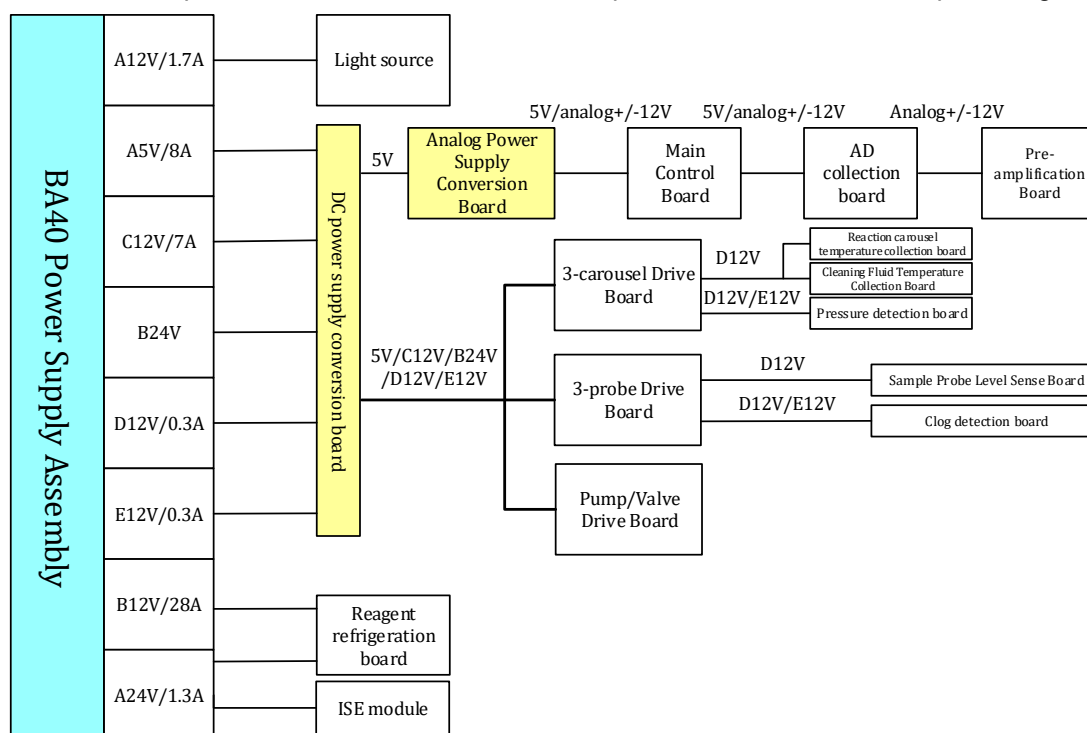 BA40 Power Supply Assembly
A12V/1.7A
A5V/8A
C12V/7A
B24V
D12V/0.3A
E12V/0.3A
B12V/28A
A24V/1.3A
Light source
DC power supply conversion board
5V
Analog Power
Supply
Conversion
Board
5V/analog+/-12V
Main
Control
Board
5V/analog+/-12V
AD
collection
board
Analog+/-12V
Pre-
amplification
Board
5V/C12V/B24V
/D12V/E12V
3-carousel Drive
Board
D12V
Reaction carousel
temperature collection board
Cleaning Fluid Temperature
Collection Board
D12V/E12V
Pressure detection board
3-probe Drive
Board
D12V
Sample Probe Level Sense Board
D12V/E12V
Clog detection board
Pump/Valve
Drive Board
Reagent
refrigeration
board
ISE module